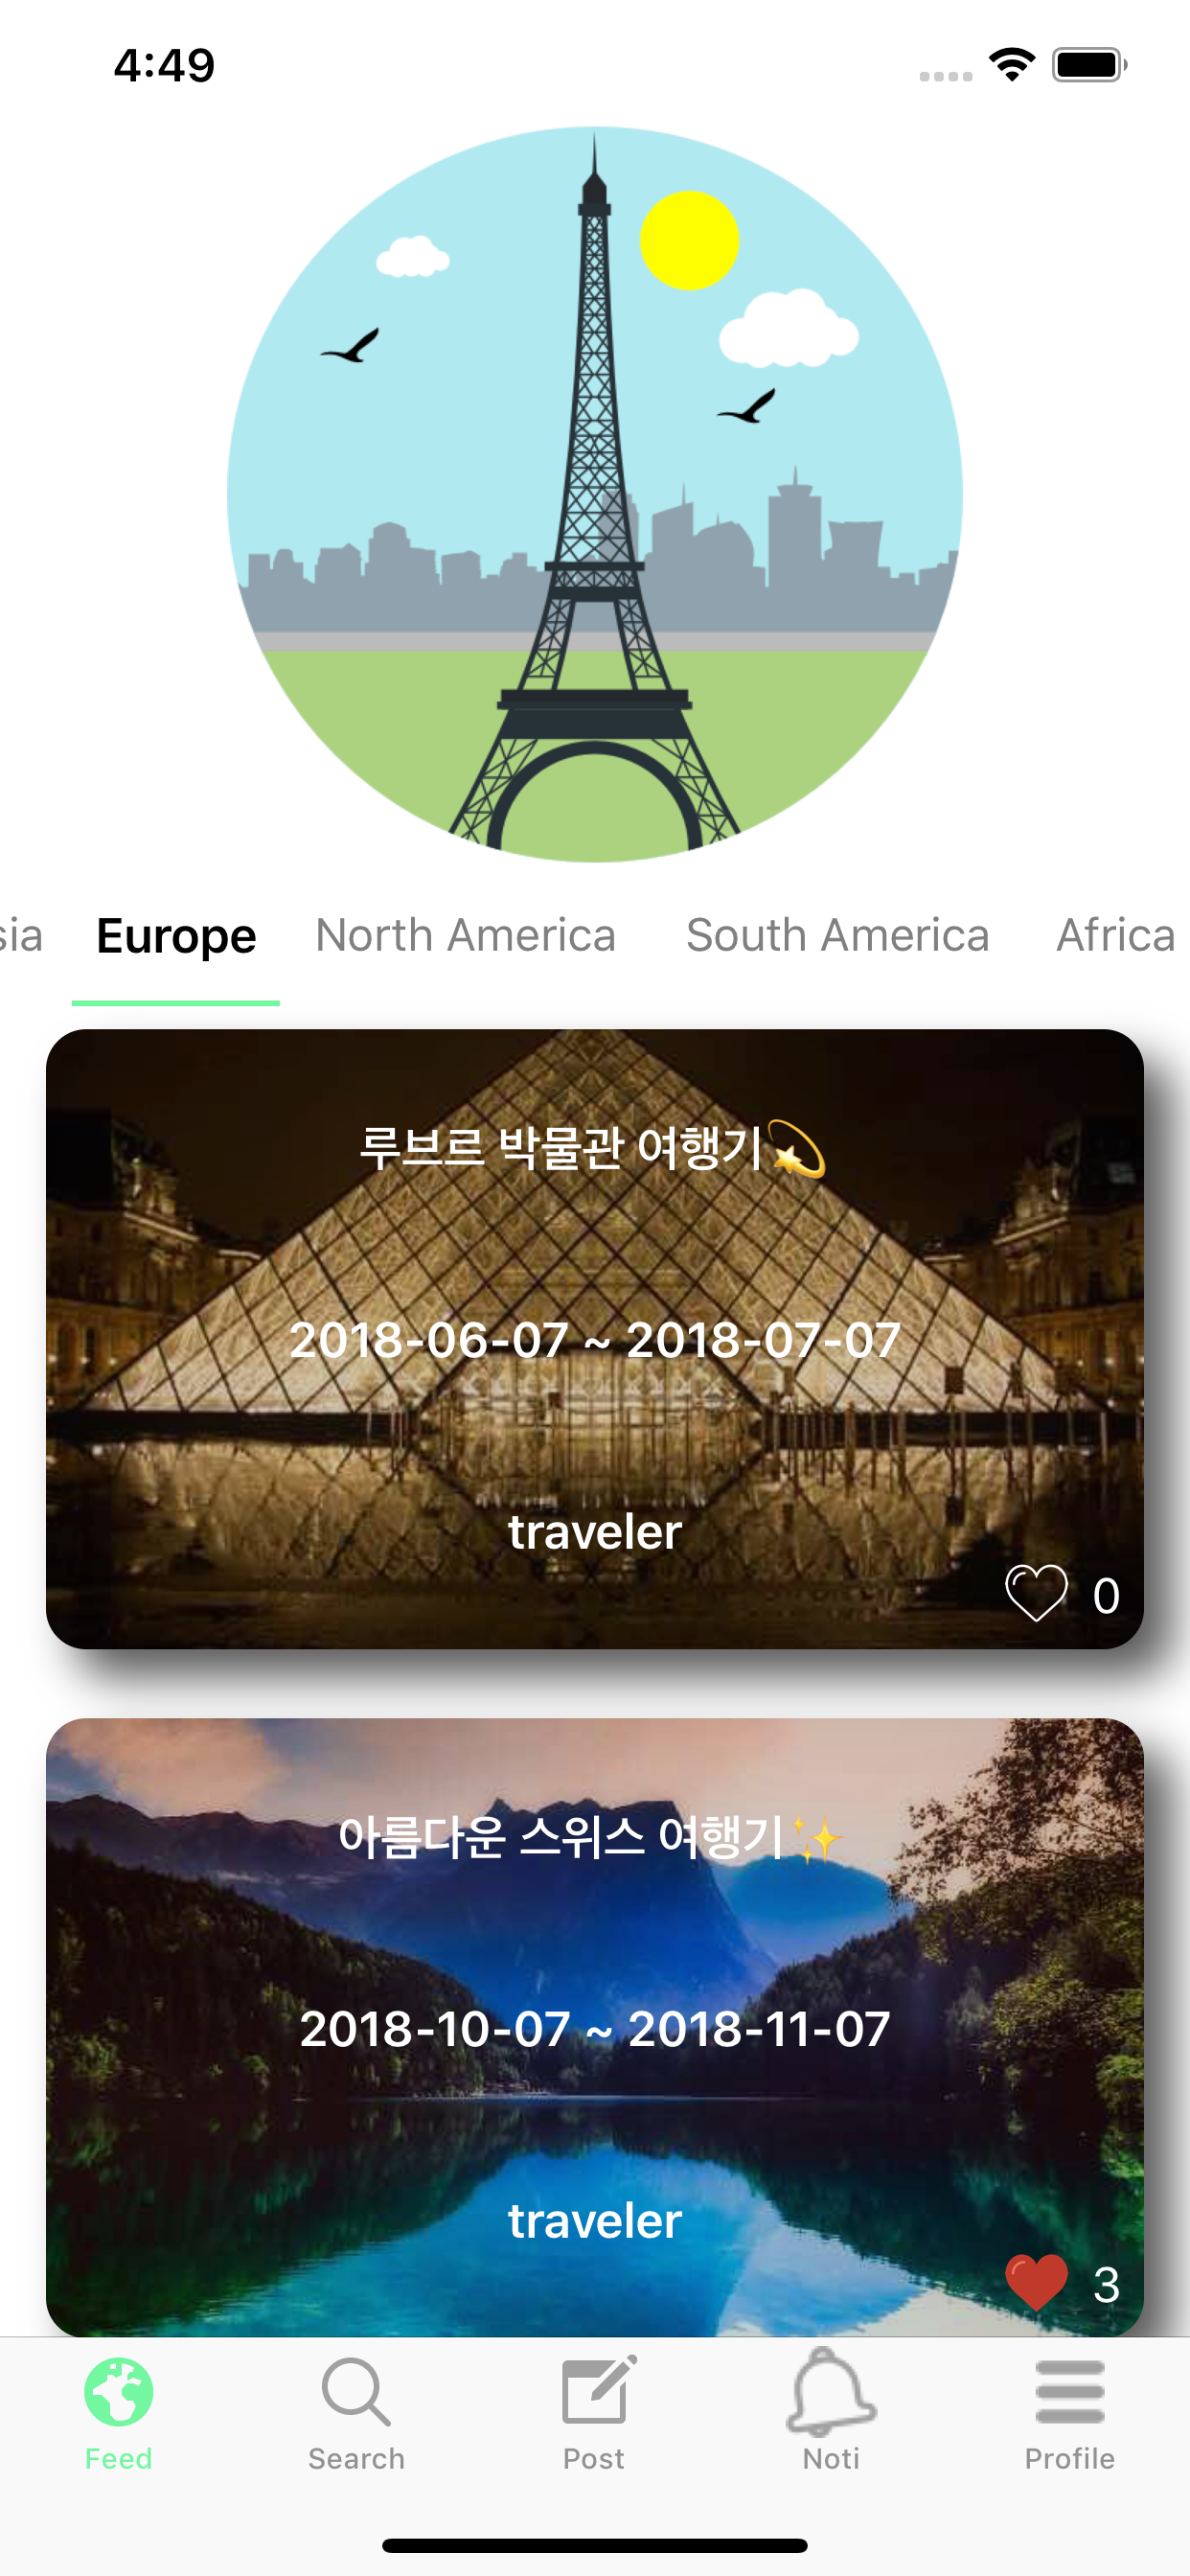 4:49
sia
Europe
North America
South America
Africa
루브르 박물관 여행기💫
2018-06-07 ~ 2018-07-07
traveler
0
아름다운 스위스 여행기✨
2018-10-07 ~ 2018-11-07
traveler
3
Feed
Search
Post
Noti
Profile